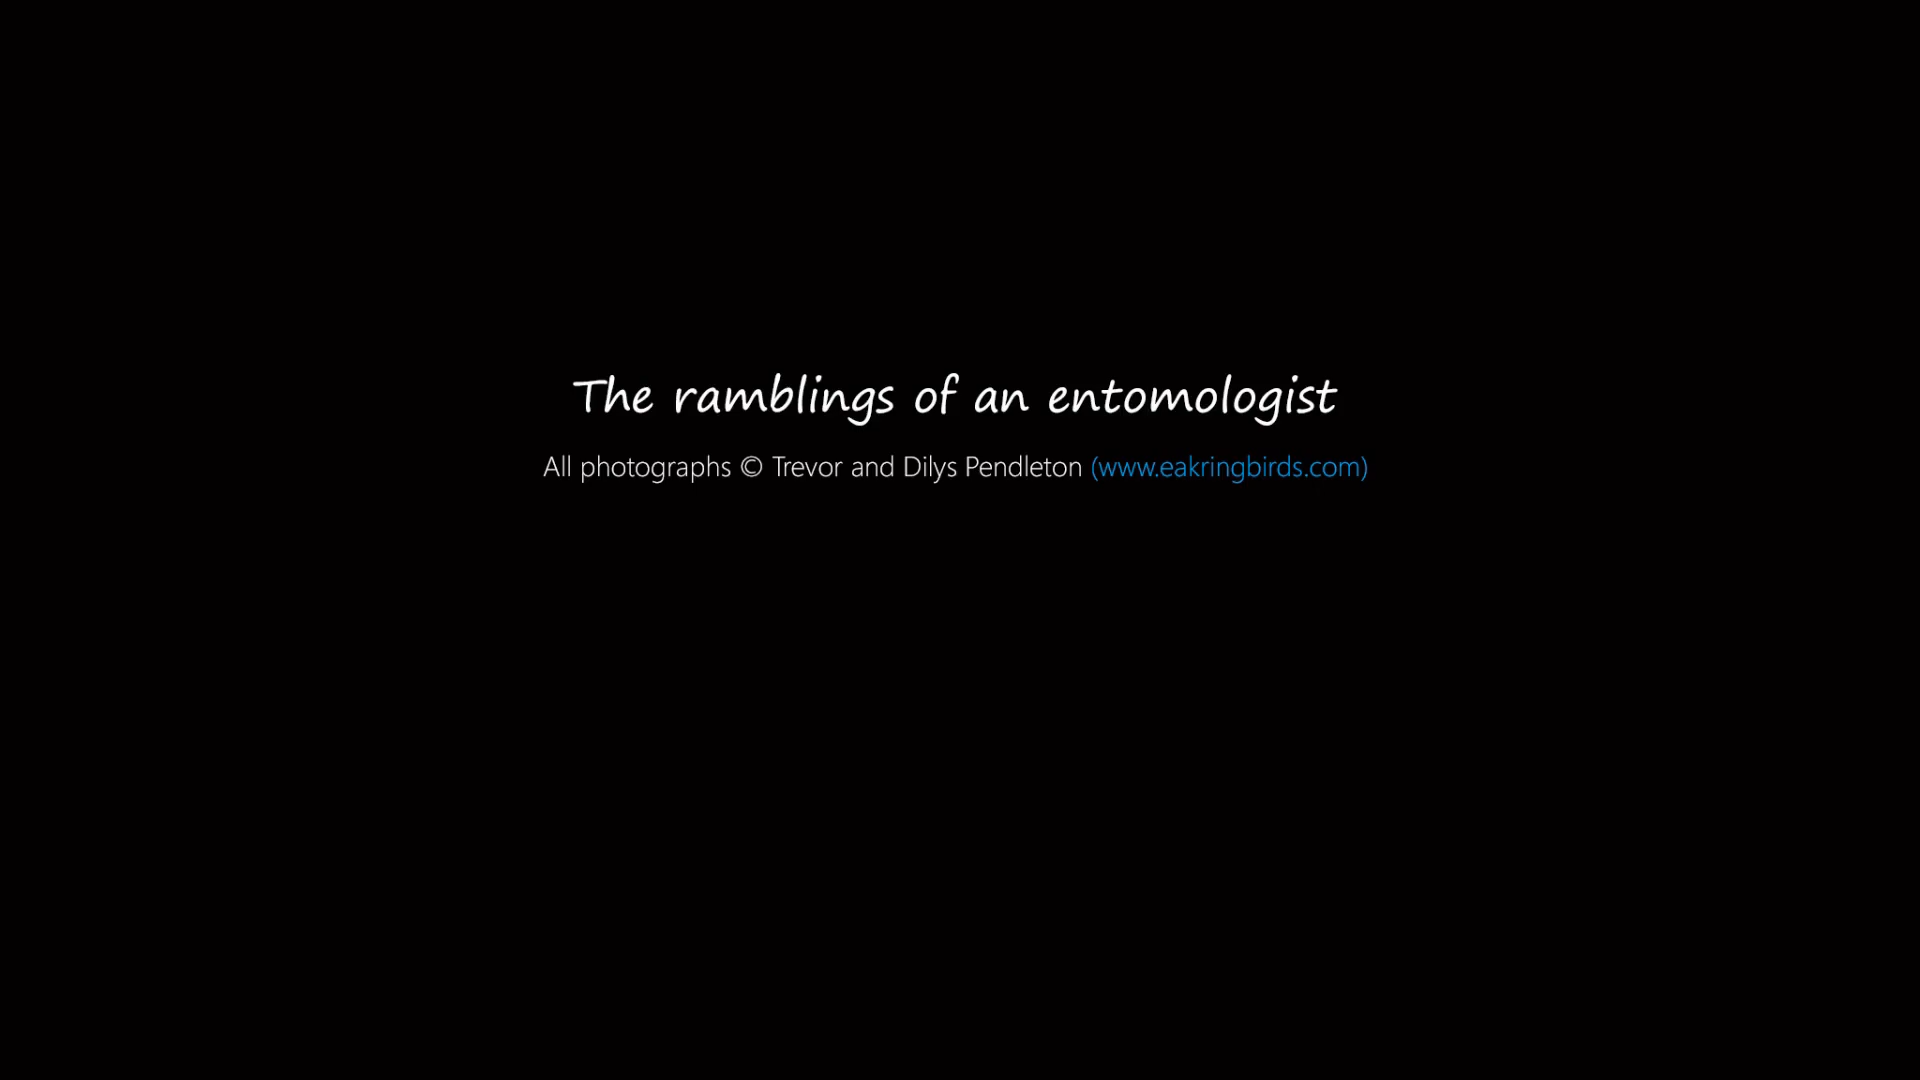 The ramblings of an entomologist
All photographs © Trevor and Dilys Pendleton (www.eakringbirds.com)